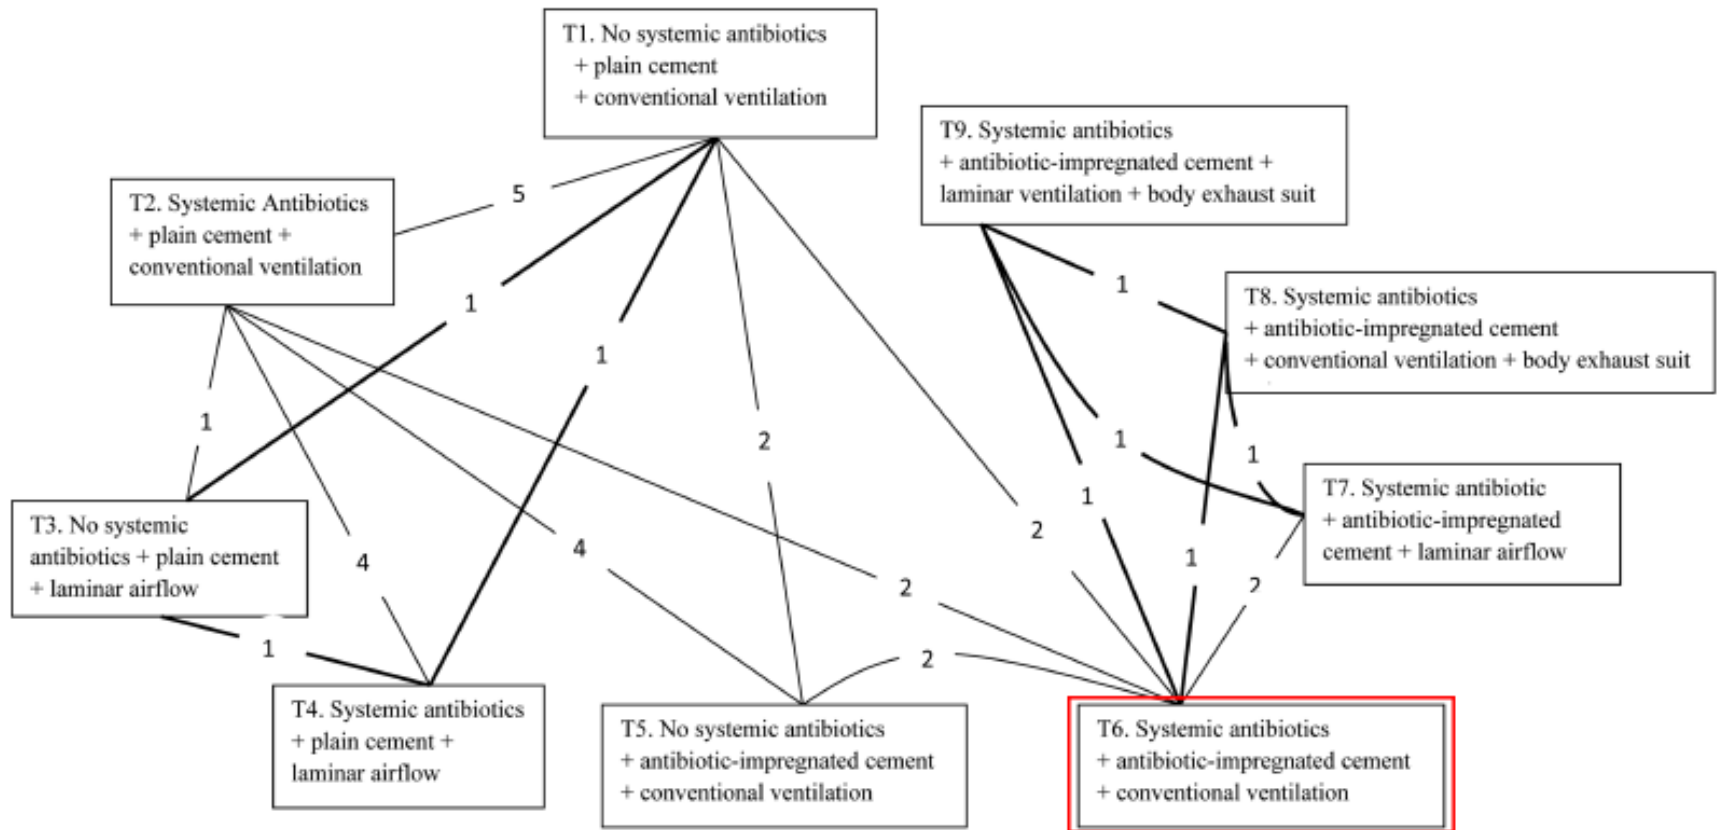 T1. No systemic antibiotics
+ plain cement
+ conventional ventilation
T9. Systemic antibiotics
+ antibiotic-impregnated cement +
laminar ventilation + body exhaust suit
T2. Systemic Antibiotics
+ plain cement +
conventional ventilation
5
T8. Systemic antibiotics
+ antibiotic-impregnated cement
+ conventional ventilation + body exhaust suit
1
1
1
1
2
1
1
T7. Systemic antibiotic
+ antibiotic-impregnated
cement + laminar airflow
T3. No systemic
antibiotics + plain cement
+ laminar airflow
1
2
4
4
1
2
2
1
2
T4. Systemic antibiotics
+ plain cement +
laminar airflow
T5. No systemic antibiotics
+ antibiotic-impregnated cement
+ conventional ventilation
T6. Systemic antibiotics
+ antibiotic-impregnated cement
+ conventional ventilation